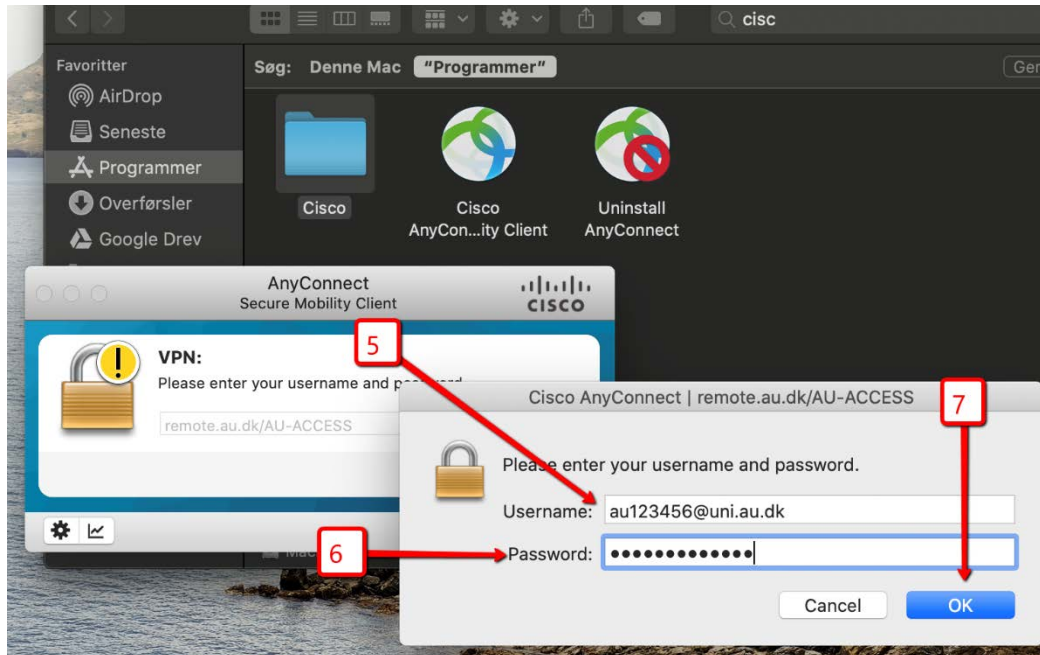 cisc
Favoritter
Søg: Denne Mac "Programmer"
AirDrop
Seneste
Programmer
Overførsler
Google Drev
Cisco
Cisco
AnyCon...ity Client
Uninstall
AnyConnect
AnyConnect
Secure Mobility Client
CISCO
VPN:
Please enter your username and
remote.au.dk/AU-ACCESS
5
6
7
Cisco AnyConnect | remote.au.dk/AU-ACCESS
Please enter your username and password.
Username: au123456@uni.au.dk
Password: •••••••••••••
Cancel
OK